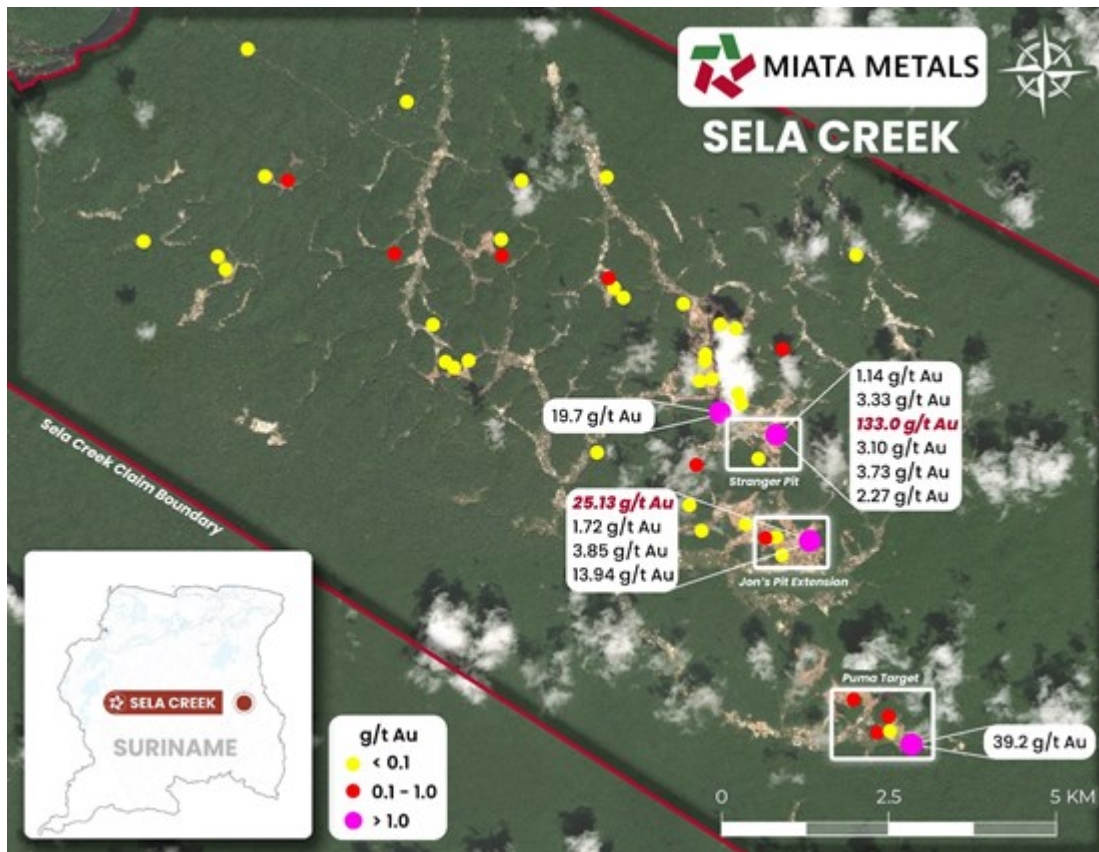 MIATA METALS
SELA CREEK
1.14 g/t Au
3.33 g/t Au
133.0 g/t Au
3.10 g/t Au
3.73 g/t Au
2.27 g/t Au
19.7 g/t Au
Stranger Pit
Sela Creek Claim Boundary
25.13 g/t Au
1.72 g/t Au
3.85 g/t Au
13.94 g/t Au
Jon's Pit Extension
Puma Target
39.2 g/t Au
SELA CREEK
SURINAME
g/t Au
< 0.1
0.1 - 1.0
> 1.0
0 2.5 5 KM